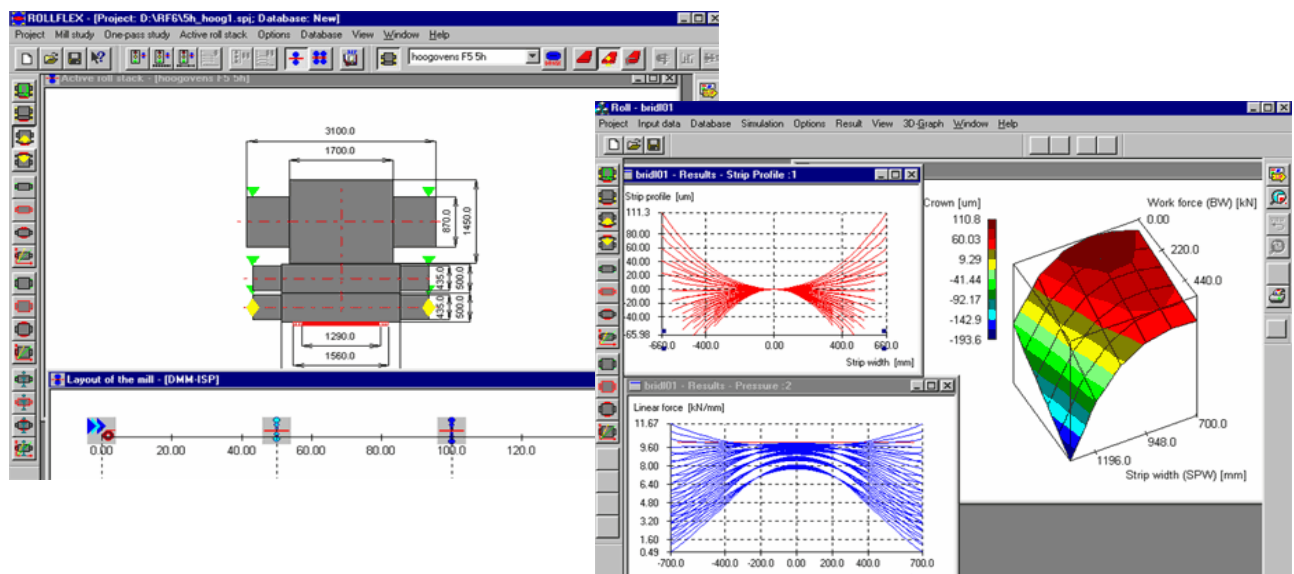 ROLLFLEX - [Project: D:\RF6\5h_hoog1.spj; Database: New]
Project Mill study One-pass study Active roll stack Options Database View Window Help
hoogovens F5 5h
Active roll stack - [hoogovens F5 5h]
3100.0
1700.0
870.0
1450.0
435.0
500.0
435.0
500.0
1290.0
1560.0
Layout of the mill - [DMM-ISP]
0.00 20.00 40.00 60.00 80.00 100.0 120.0
Roll - bridl01
Project Input data Database Simulation Options Result View 3D-Graph Window Help
bridl01 - Results - Strip Profile :1
Strip profile [um]
111.3
80.00
60.00
40.00
20.00
0.00
-20.00
-40.00
-65.98
-660.0 -400.0 0.00 400.0 660.0
Strip width [mm]
bridl01 - Results - Pressure :2
Linear force [kN/mm]
11.67
9.60
8.00
6.40
4.80
3.20
1.60
0.49
-700.0 -400.0 -200.0 0.00 200.0 400.0 700.0
Crown [um]
110.8
60.03
9.29
-41.44
-92.17
-142.9
-193.6
Work force (BW) [kN]
0.00
220.0
440.0
700.0
948.0
1196.0
Strip width (SPW) [mm]